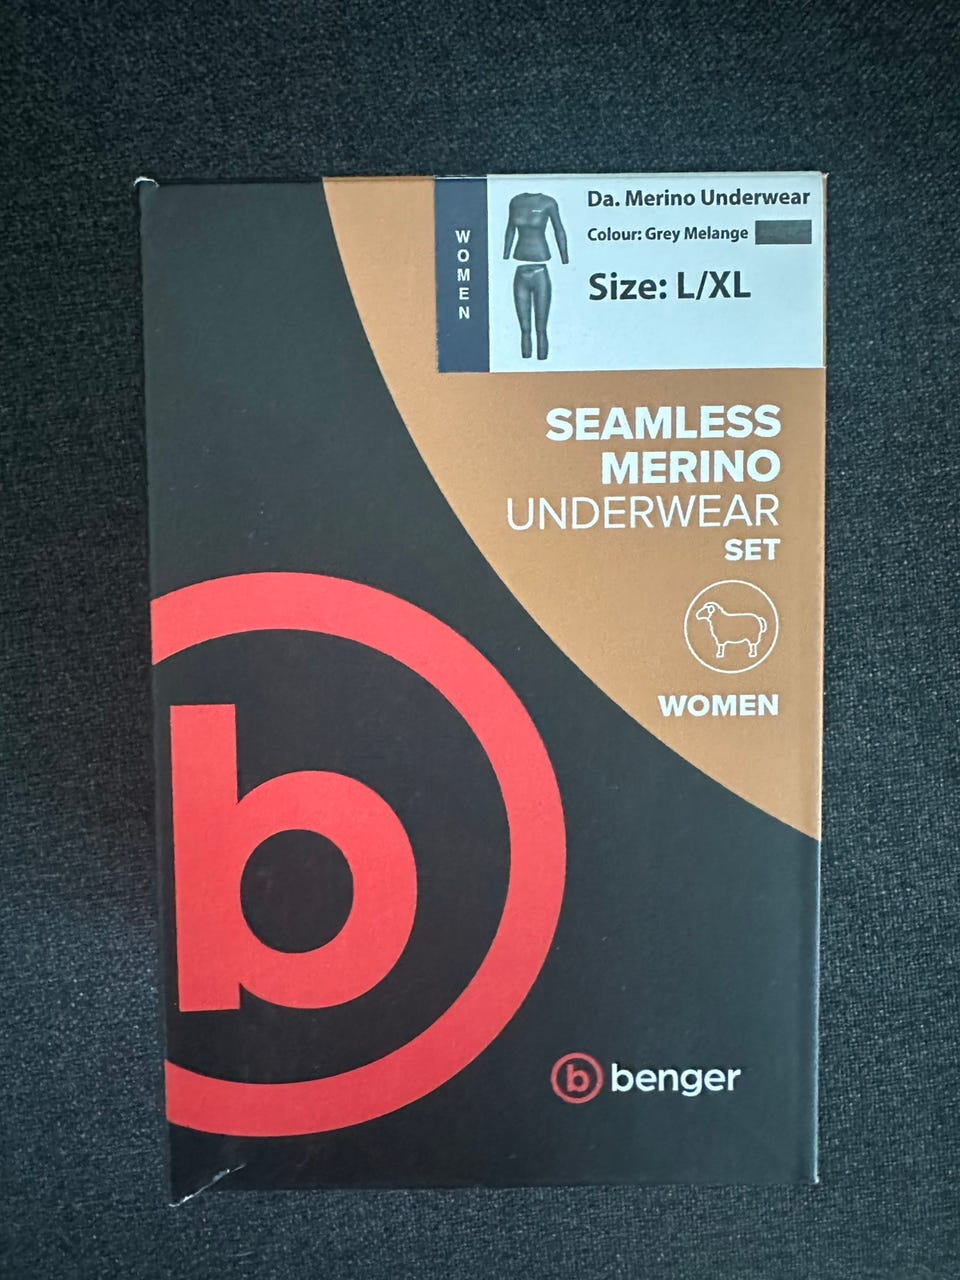 WOMEN
Da. Merino Underwear
Colour: Grey Melange
Size: L/XL
SEAMLESS
MERINO
UNDERWEAR
SET
WOMEN
b
b benger